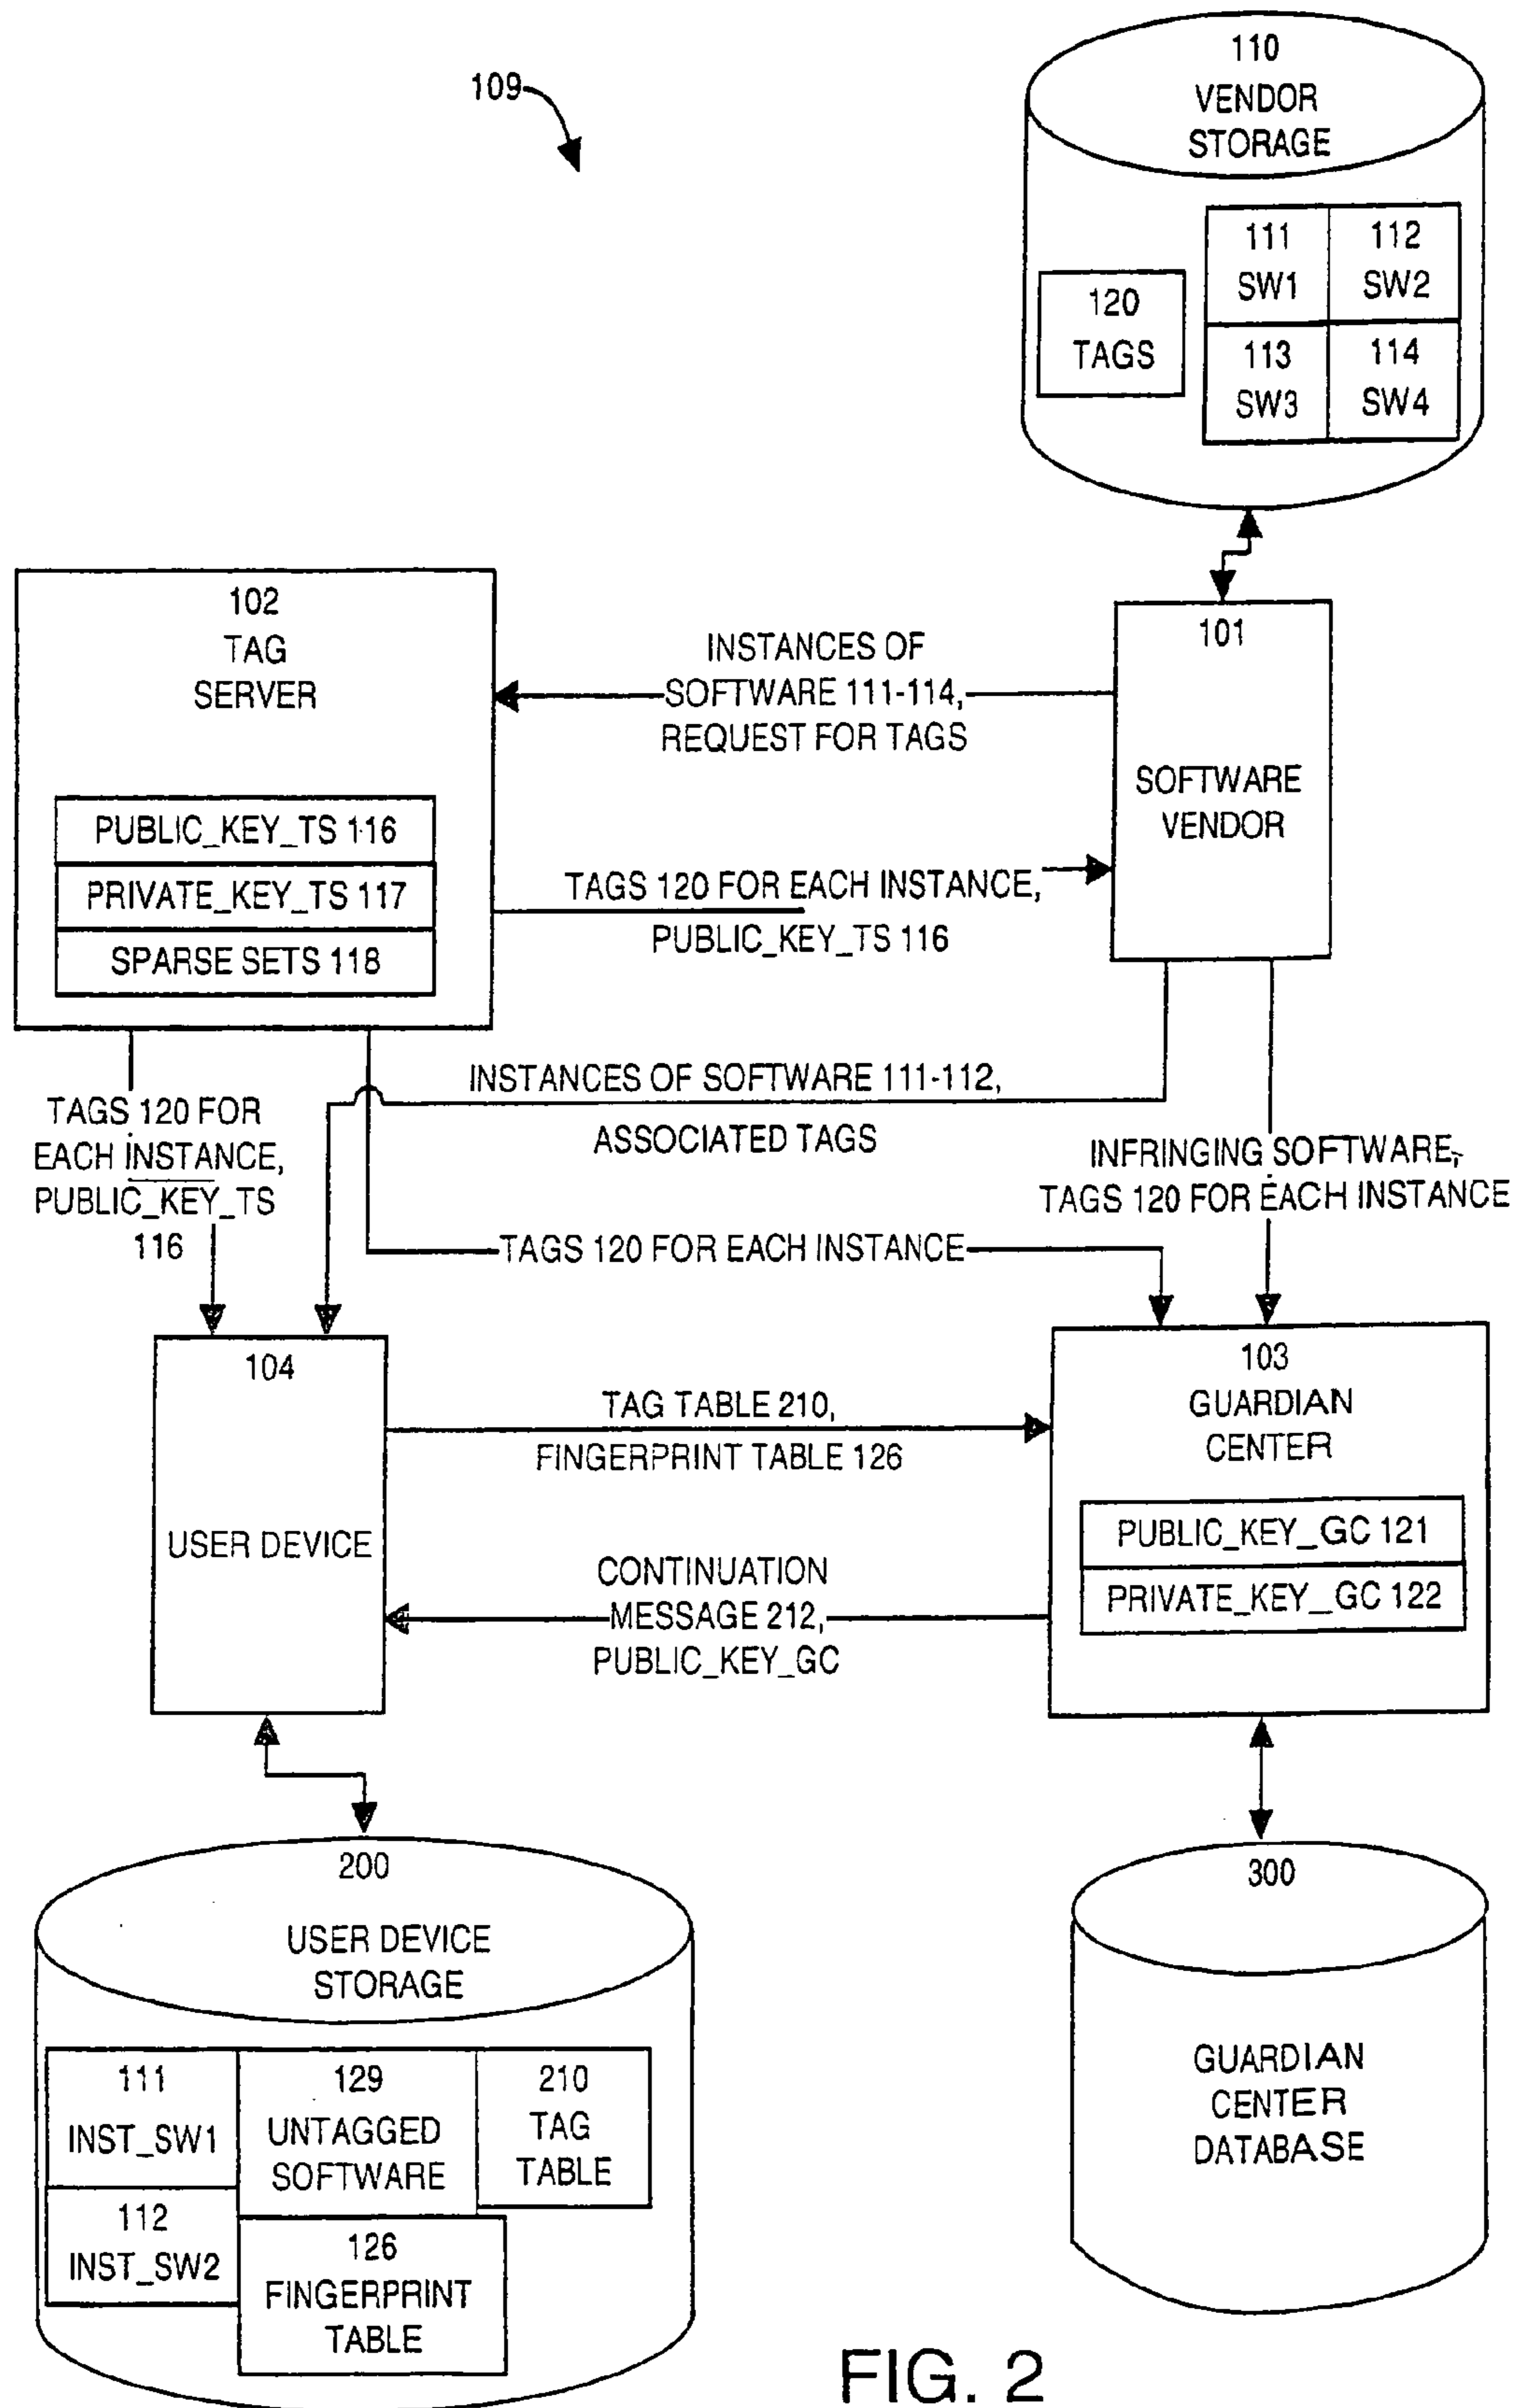 109
110
VENDOR
STORAGE
111
SW1
112
SW2
120
TAGS
113
SW3
114
SW4
102
TAG
SERVER
PUBLIC_KEY_TS 116
PRIVATE_KEY_TS 117
SPARSE SETS 118
INSTANCES OF
SOFTWARE 111-114,
REQUEST FOR TAGS
101
SOFTWARE
VENDOR
TAGS 120 FOR EACH INSTANCE,
PUBLIC_KEY_TS 116
INSTANCES OF SOFTWARE 111-112,
ASSOCIATED TAGS
TAGS 120 FOR
EACH INSTANCE,
PUBLIC_KEY_TS
116
INFRINGING SOFTWARE,
TAGS 120 FOR EACH INSTANCE
TAGS 120 FOR EACH INSTANCE
104
USER DEVICE
TAG TABLE 210,
FINGERPRINT TABLE 126
CONTINUATION
MESSAGE 212,
PUBLIC_KEY_GC
103
GUARDIAN
CENTER
PUBLIC_KEY_GC 121
PRIVATE_KEY_GC 122
200
USER DEVICE
STORAGE
111
INST_SW1
129
UNTAGGED
SOFTWARE
210
TAG
TABLE
112
INST_SW2
126
FINGERPRINT
TABLE
300
GUARDIAN
CENTER
DATABASE
FIG. 2